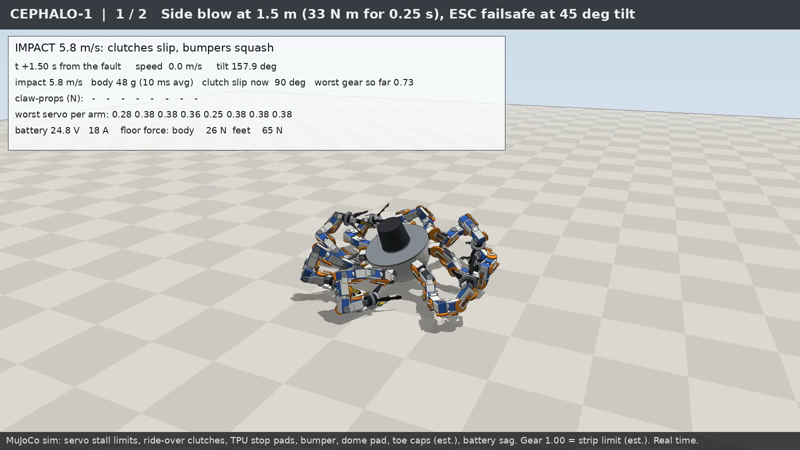 CEPHALO-1 | 1 / 2 Side blow at 1.5 m (33 N m for 0.25 s), ESC failsafe at 45 deg tilt
IMPACT 5.8 m/s: clutches slip, bumpers squash
t +1.50 s from the fault speed 0.0 m/s tilt 157.9 deg
impact 5.8 m/s body 48 g (10 ms avg) clutch slip now 90 deg worst gear so far 0.73
claw-props (N): - - - - - - - -
worst servo per arm: 0.28 0.38 0.38 0.36 0.25 0.38 0.38 0.38
battery 24.8 V 18 A floor force: body 26 N feet 65 N
MuJoCo sim: servo stall limits, ride-over clutches, TPU stop pads, bumper, dome pad, toe caps (est.), battery sag. Gear 1.00 = strip limit (est.). Real time.